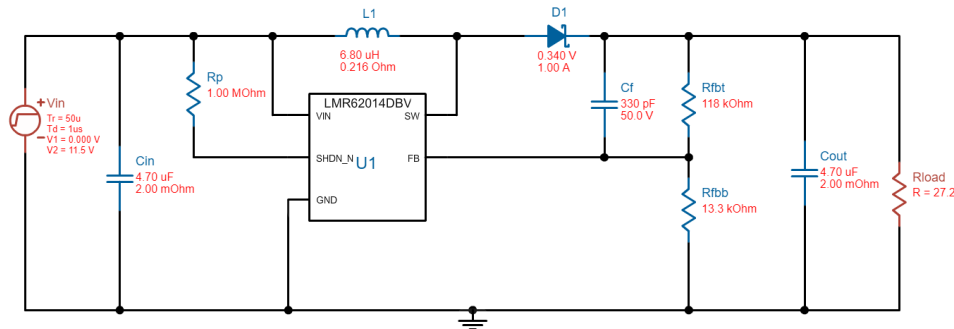 L1
6.80 uH
0.216 Ohm
D1
0.340 V
1.00 A
Rp
1.00 MOhm
LMR62014DBV
VIN
SW
SHDN_N
U1
FB
GND
Cf
330 pF
50.0 V
Rfbt
118 kOhm
Vin
Tr = 50u
Td = 1us
V1 = 0.000 V
V2 = 11.5 V
Cin
4.70 uF
2.00 mOhm
Rfbb
13.3 kOhm
Cout
4.70 uF
2.00 mOhm
Rload
R = 27.2